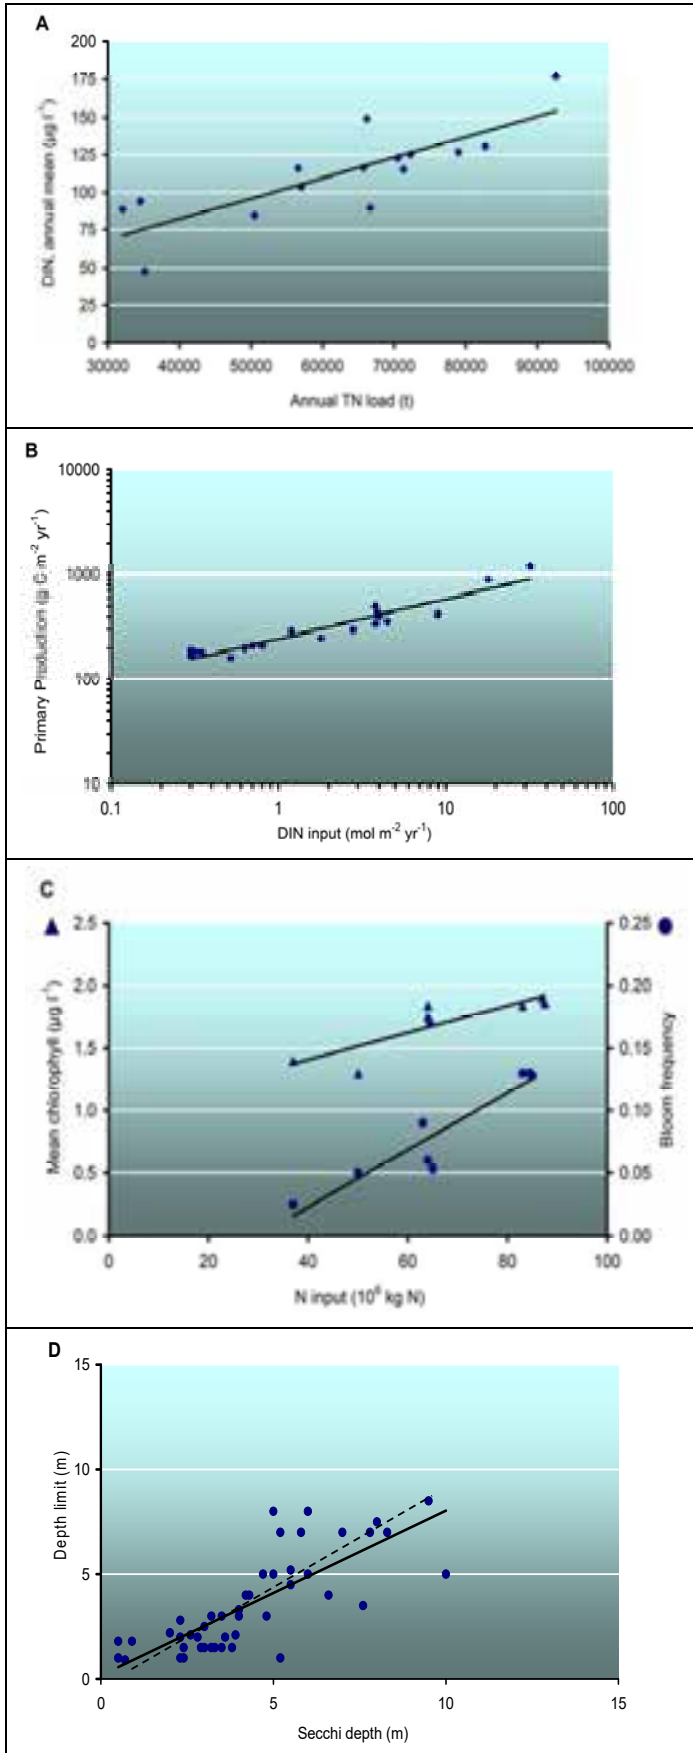 A
200
175
150
125
100
75
50
25
0
DIN, annual mean (µg l⁻¹)
30000 40000 50000 60000 70000 80000 90000 100000
Annual TN load (t)
B
10000
1000
100
10
Primary Production (g C m⁻² yr⁻¹)
0.1 1 10 100
DIN input (mol m⁻² yr⁻¹)
C
2.5
2.0
1.5
1.0
0.5
0.0
Mean chlorophyll (µg l⁻¹)
0.25
0.20
0.15
0.10
0.05
0.00
Bloom frequency
0 20 40 60 80 100
N input (10⁶ kg N)
D
15
10
5
0
Depth limit (m)
0 5 10 15
Secchi depth (m)